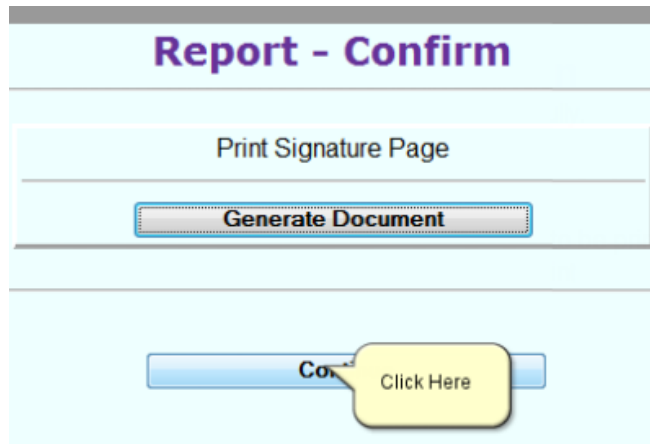 Report - Confirm
Print Signature Page
Generate Document
Click Here